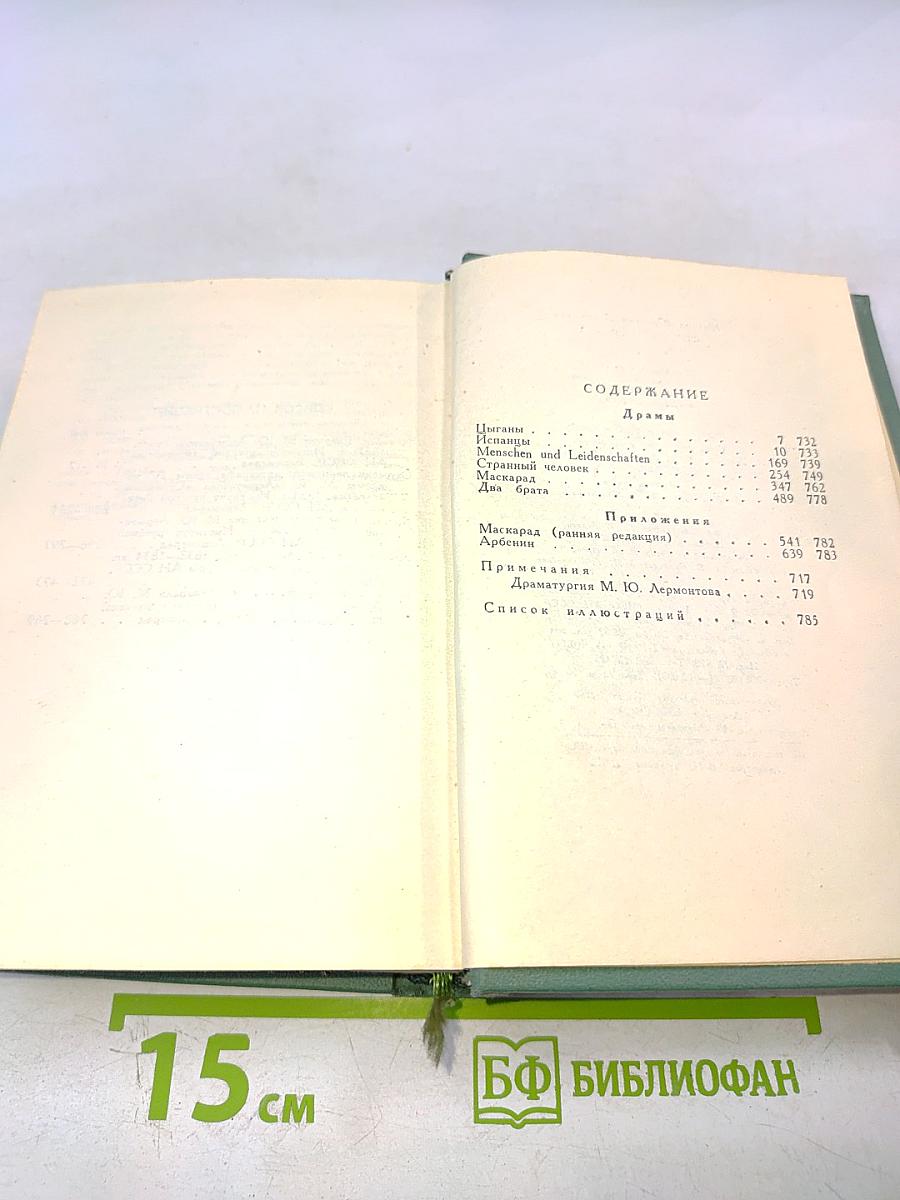 СОДЕРЖАНИЕ
Драмы
Цыганы . . . . . . . . . . . . . . . 7 732
Испанцы . . . . . . . . . . . . . . 10 733
Menschen und Leidenschaften . . . . . . . 169 739
Странный человек . . . . . . . . . . . 254 749
Маскарад . . . . . . . . . . . . . . 347 762
Два брата . . . . . . . . . . . . . 489 778
Приложения
Маскарад (ранняя редакция) . . . . . . 541 782
Арбенин . . . . . . . . . . . . . . 639 783
Примечания . . . . . . . . . . . 717
Драматургия М. Ю. Лермонтова . . . . 719
Список иллюстраций . . . . . . 785
15 см
БФ БИБЛИОФАН